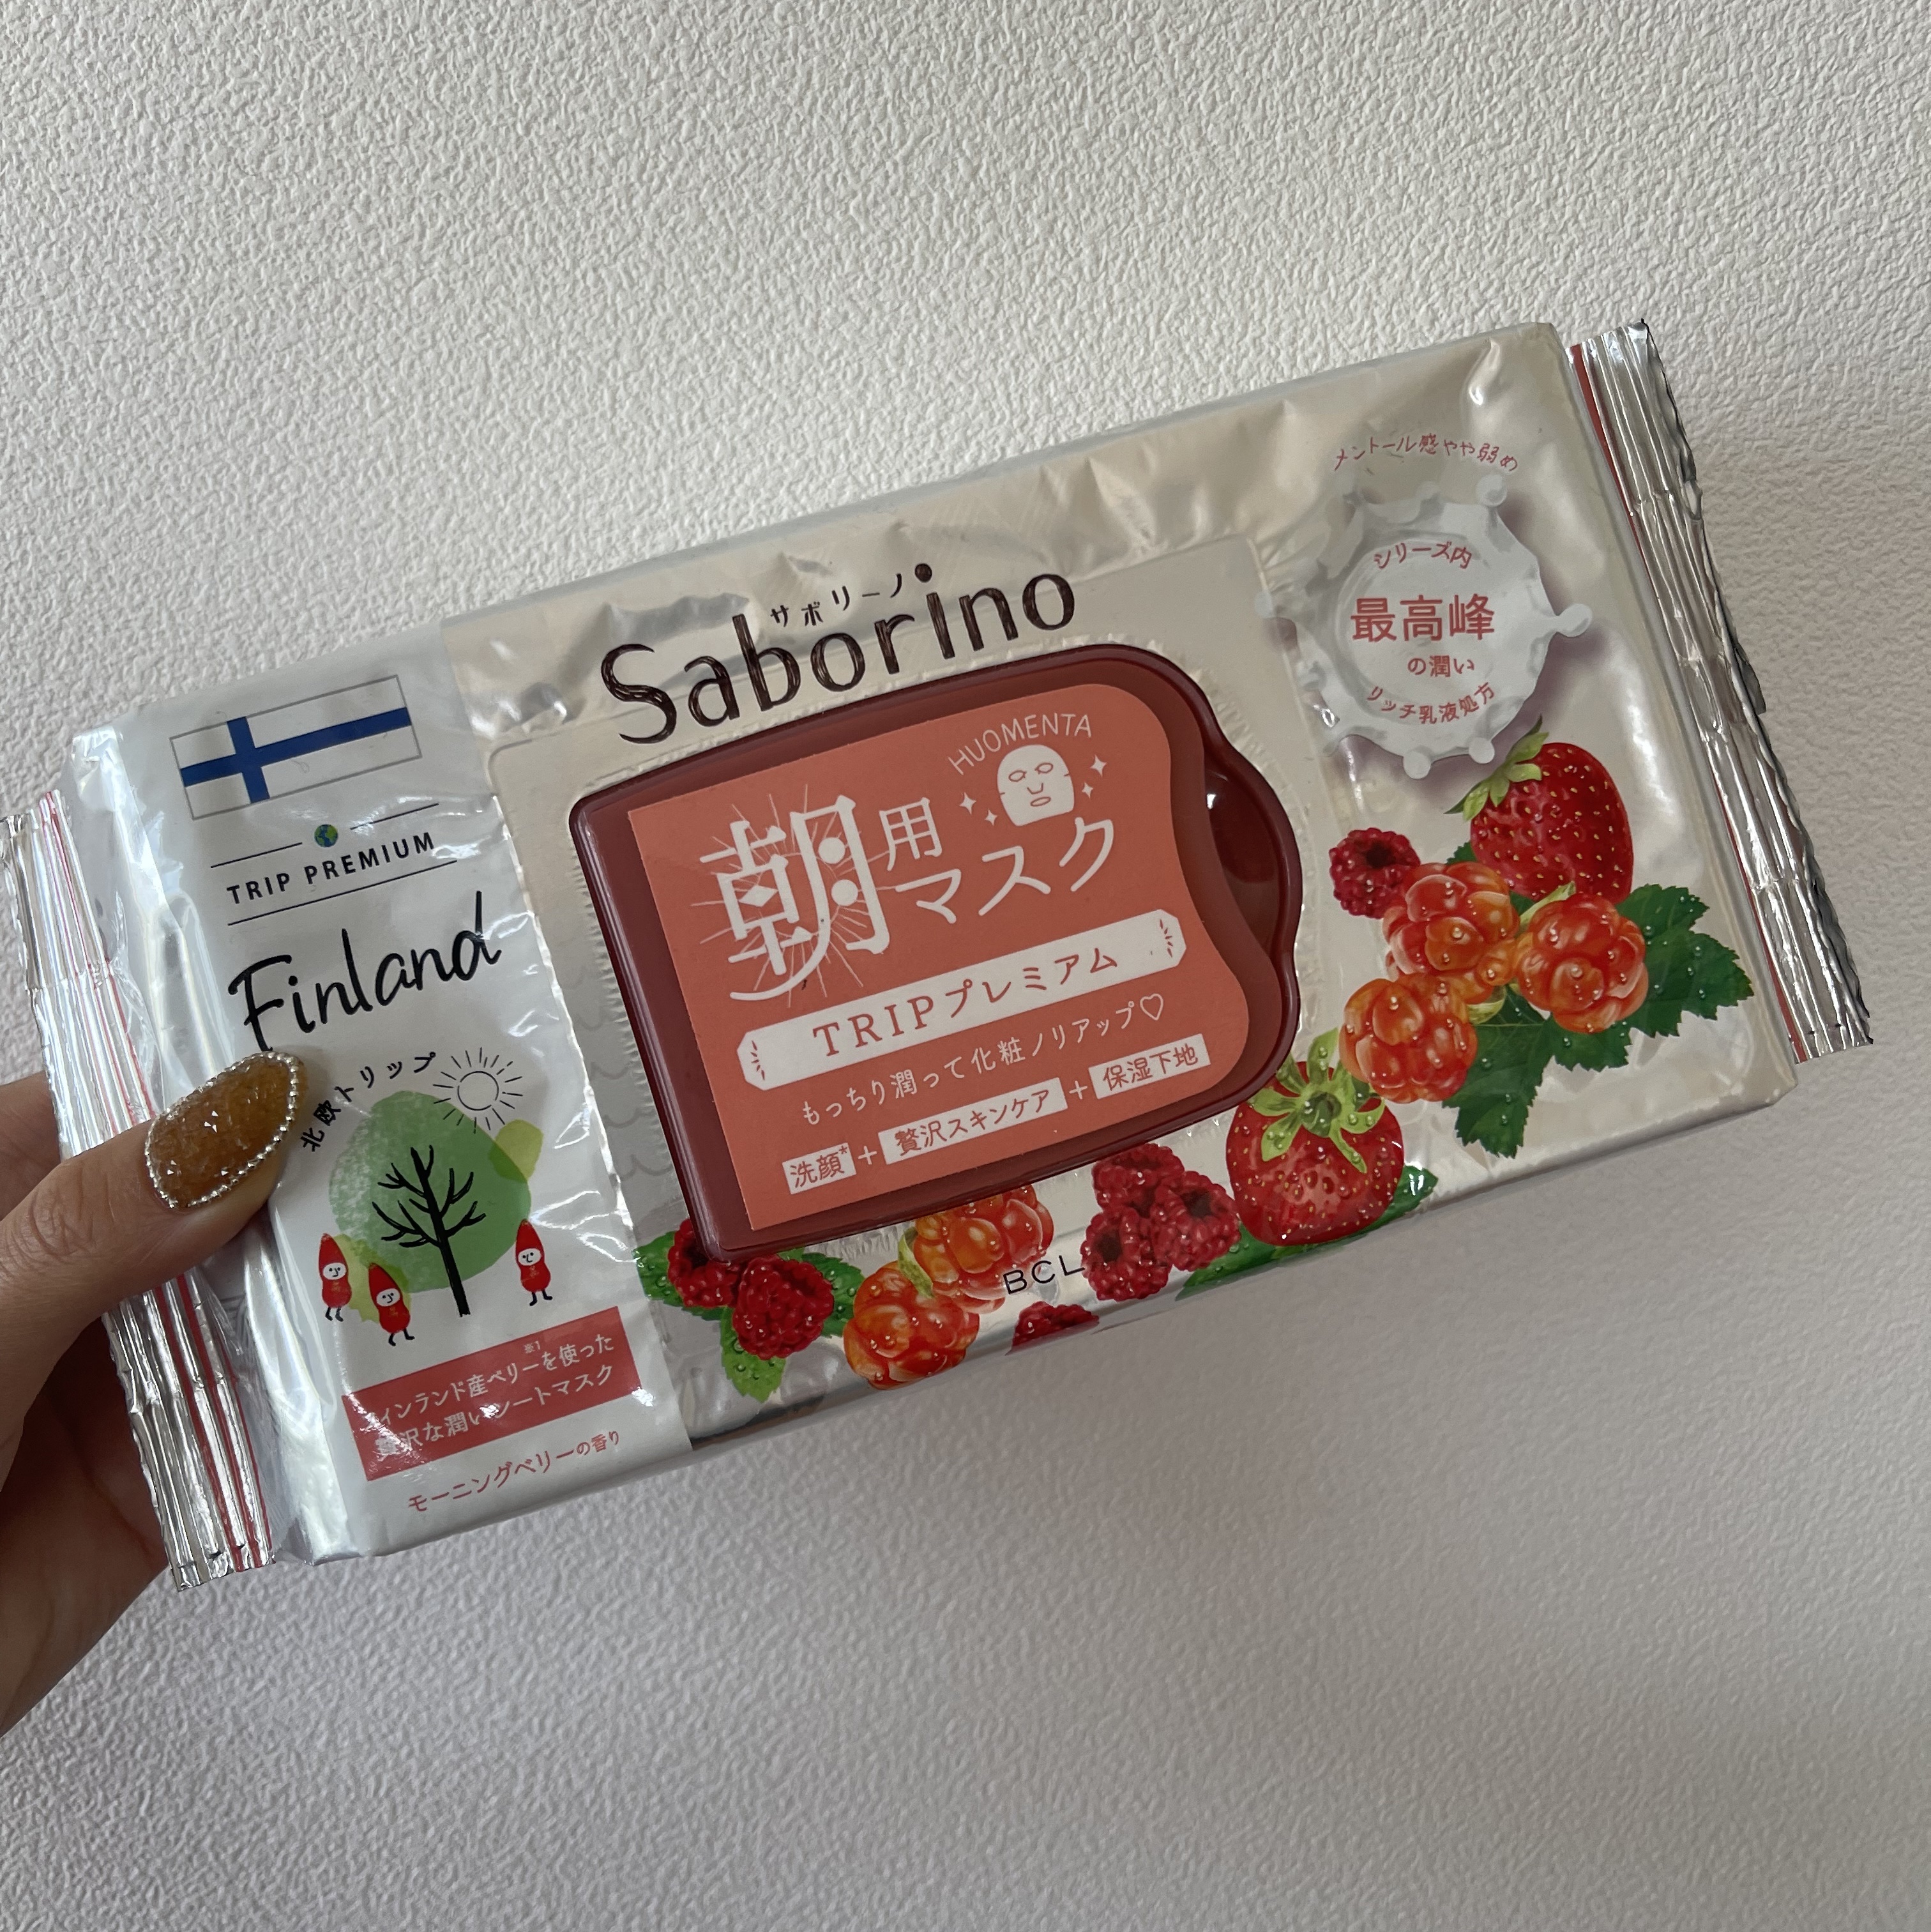 TRIP PREMIUM
Finland
北欧トリップ
産1
ィンランド産ベリーを使った
贅沢な潤いシートマスク
モーニングベリーの香り
サボリーノ
Saborino
HUOMENTA
朝用マスク
TRIPプレミアム
もっちり潤って化粧ノリアップ♡
洗顔*+贅沢スキンケア+保湿下地
BCL
メントール感やや弱め
シリーズ内
最高峰
の潤い
リッチ乳液処方